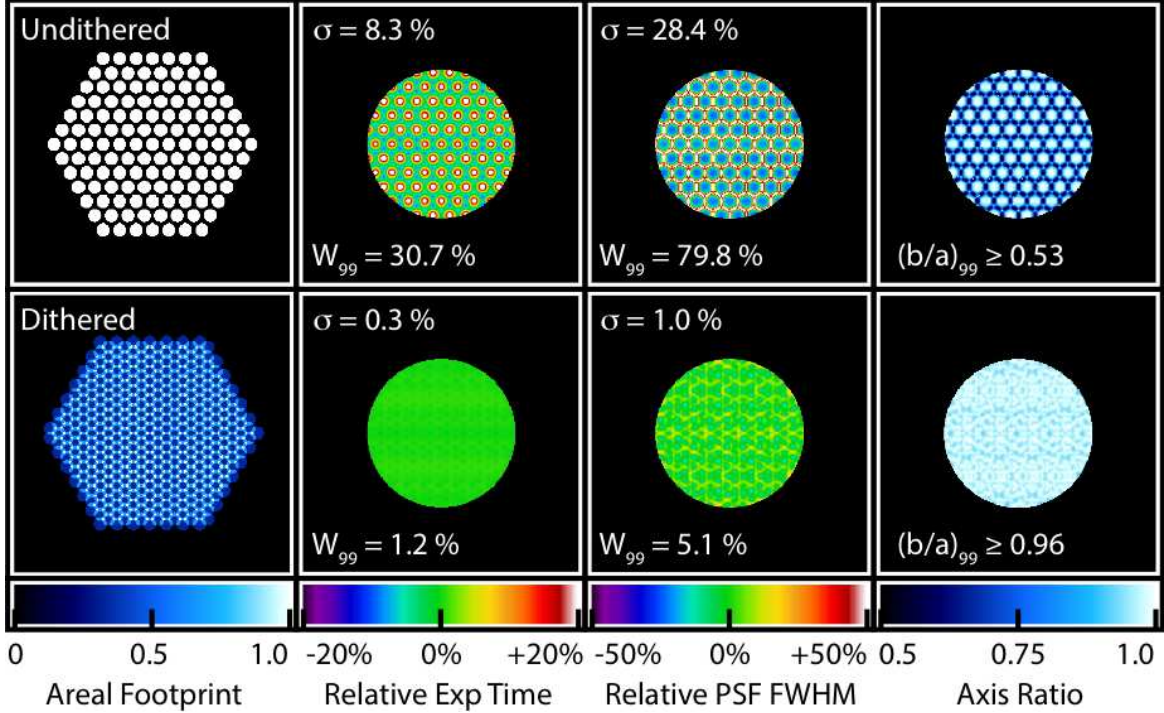 Undithered
σ = 8.3 %
σ = 28.4 %
W99 = 30.7 %
W99 = 79.8 %
(b/a)99 ≥ 0.53
Dithered
σ = 0.3 %
σ = 1.0 %
W99 = 1.2 %
W99 = 5.1 %
(b/a)99 ≥ 0.96
0 0.5 1.0 -20% 0% +20% -50% 0% +50% 0.5 0.75 1.0
Areal Footprint Relative Exp Time Relative PSF FWHM Axis Ratio